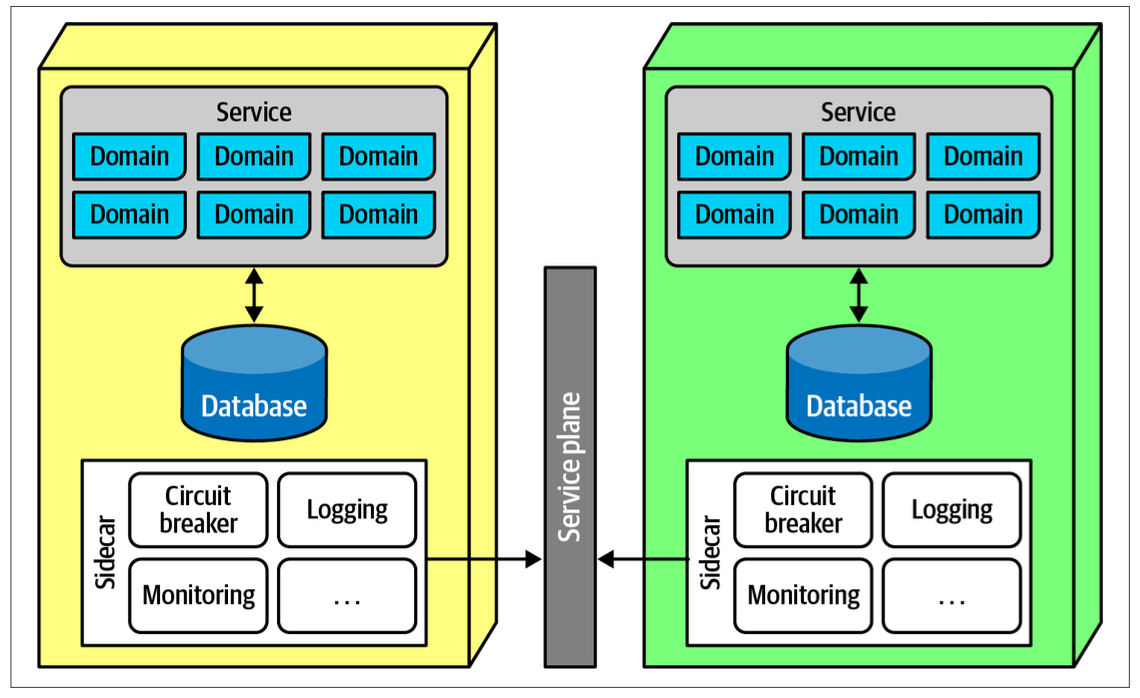 Service
Domain Domain Domain
Domain Domain Domain
Database
Sidecar
Circuit
breaker
Logging
Monitoring
...
Service plane
Service
Domain Domain Domain
Domain Domain Domain
Database
Sidecar
Circuit
breaker
Logging
Monitoring
...